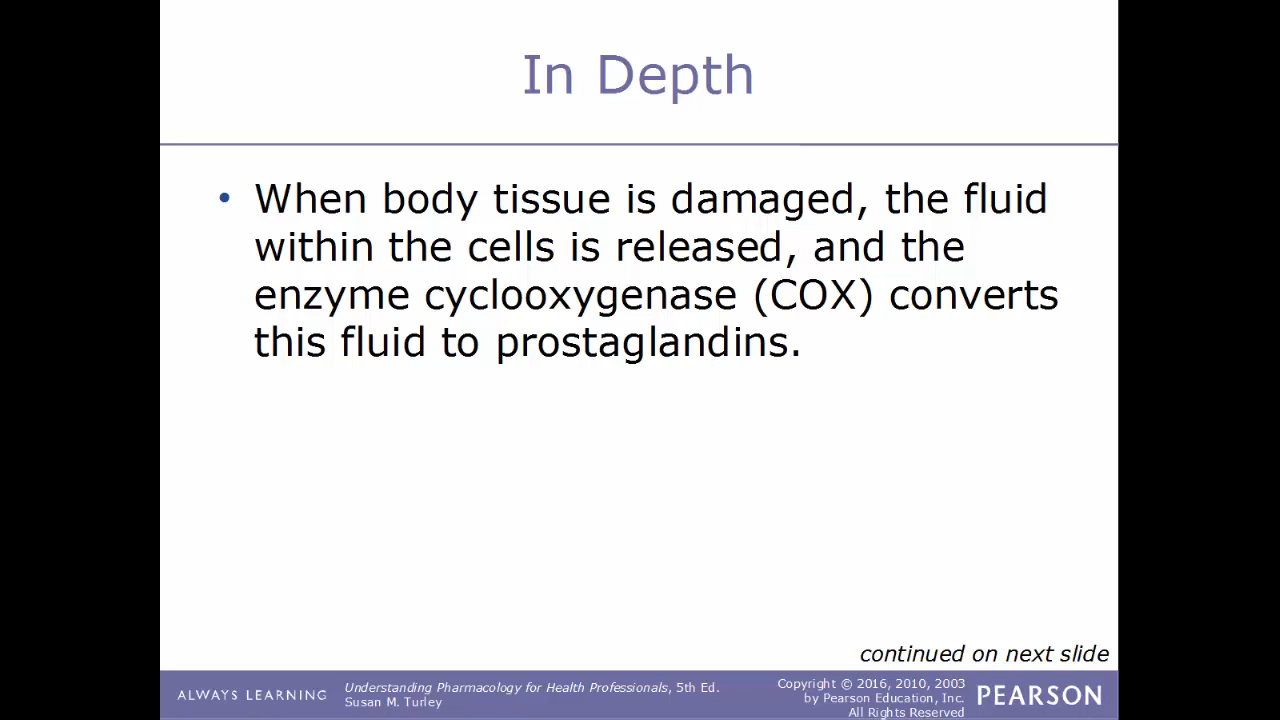 In Depth
• When body tissue is damaged, the fluid
within the cells is released, and the
enzyme cyclooxygenase (COX) converts
this fluid to prostaglandins.
continued on next slide
ALWAYS LEARNING
Understanding Pharmacology for Health Professionals, 5th Ed.
Susan M. Turley
Copyright © 2016, 2010, 2003
by Pearson Education, Inc.
All Rights Reserved
PEARSON